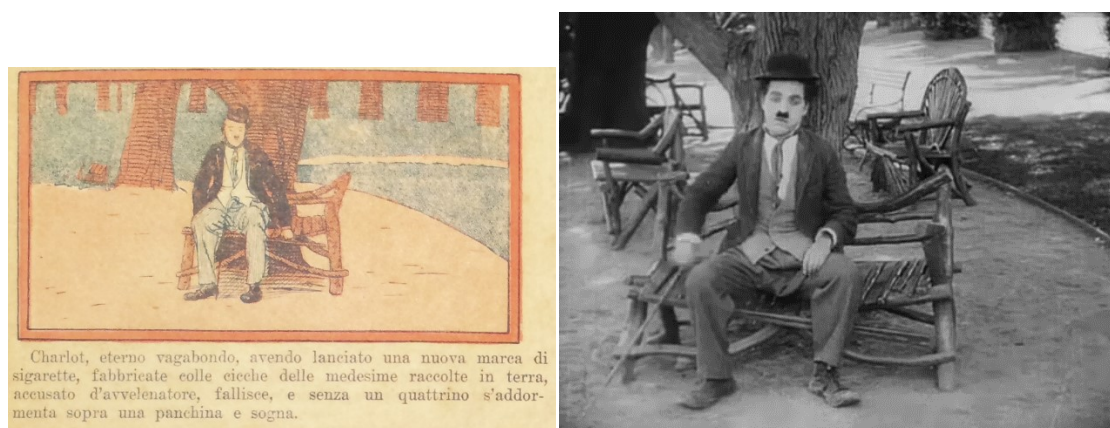 Charlot, eterno vagabondo, avendo lanciato una nuova marca di
sigarette, fabbricate colle cicche delle medesime raccolte in terra,
accusato d'avvelenatore, fallisce, e senza un quattrino s'addor-
menta sopra una panchina e sogna.